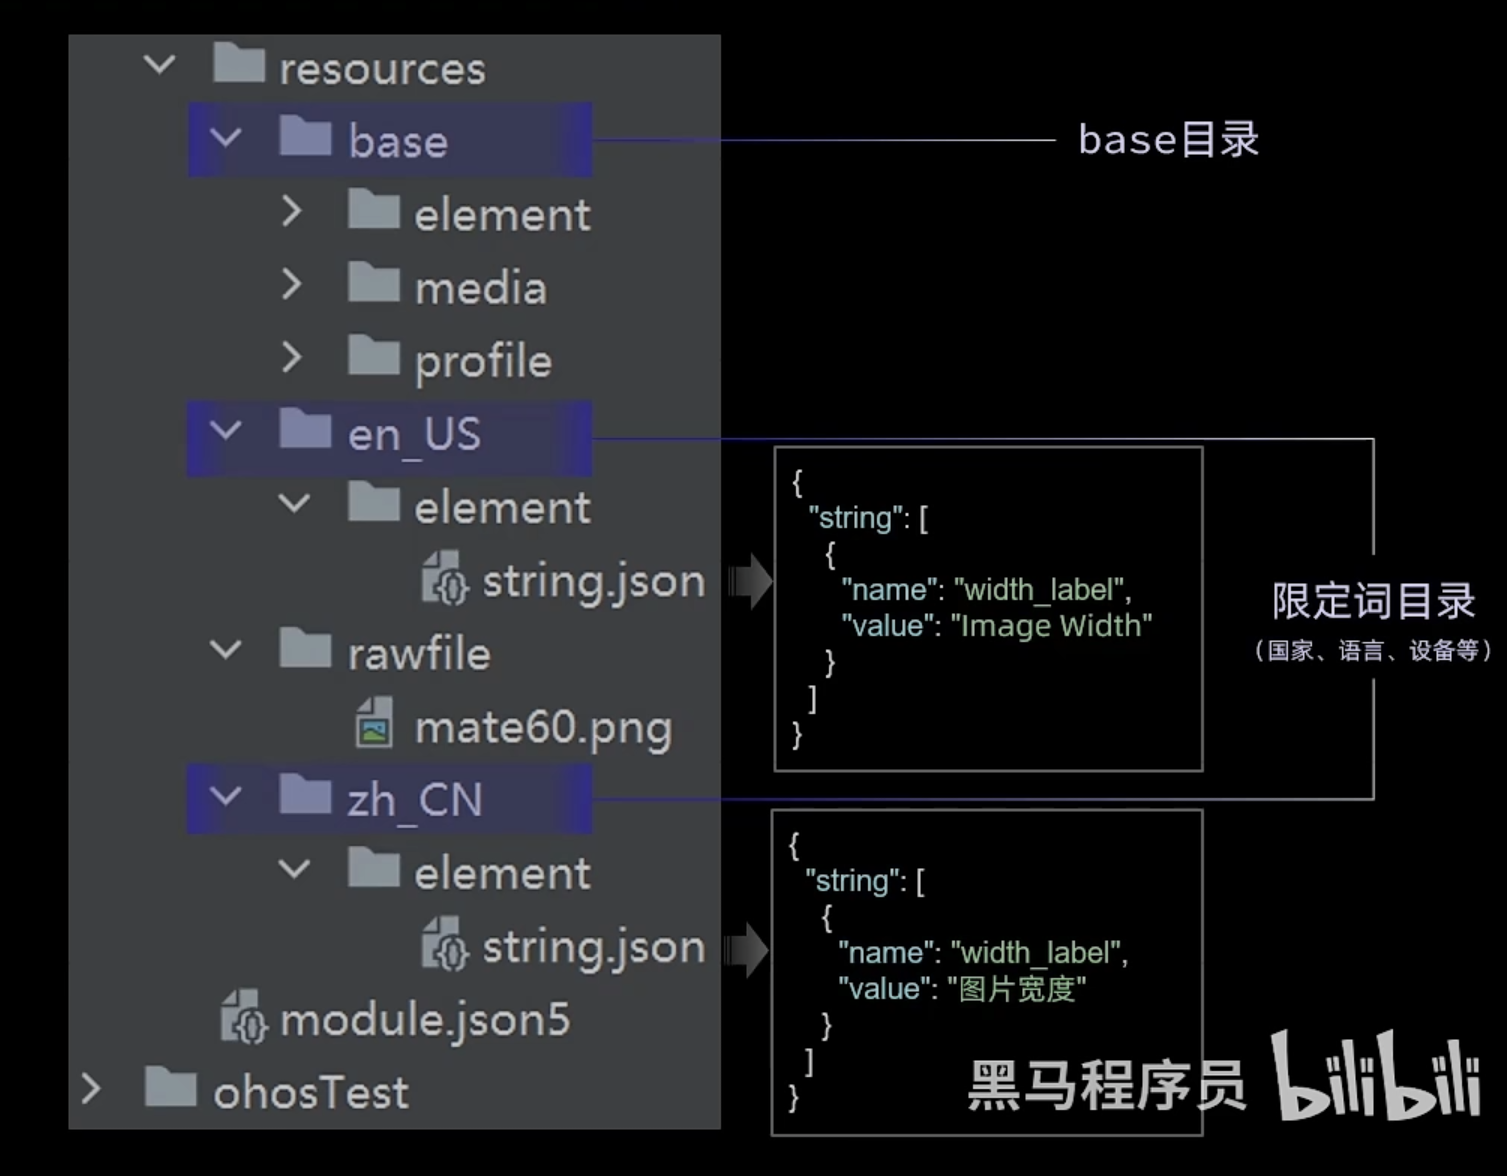 resources
base
base目录
element
media
profile
en_US
element
string.json
{
"string": [
{
"name": "width_label",
"value": "Image Width"
}
]
}
限定词目录
（国家、语言、设备等）
rawfile
mate60.png
zh_CN
element
string.json
{
"string": [
{
"name": "width_label",
"value": "图片宽度"
}
]
}
module.json5
ohosTest
黑马程序员 bilibili